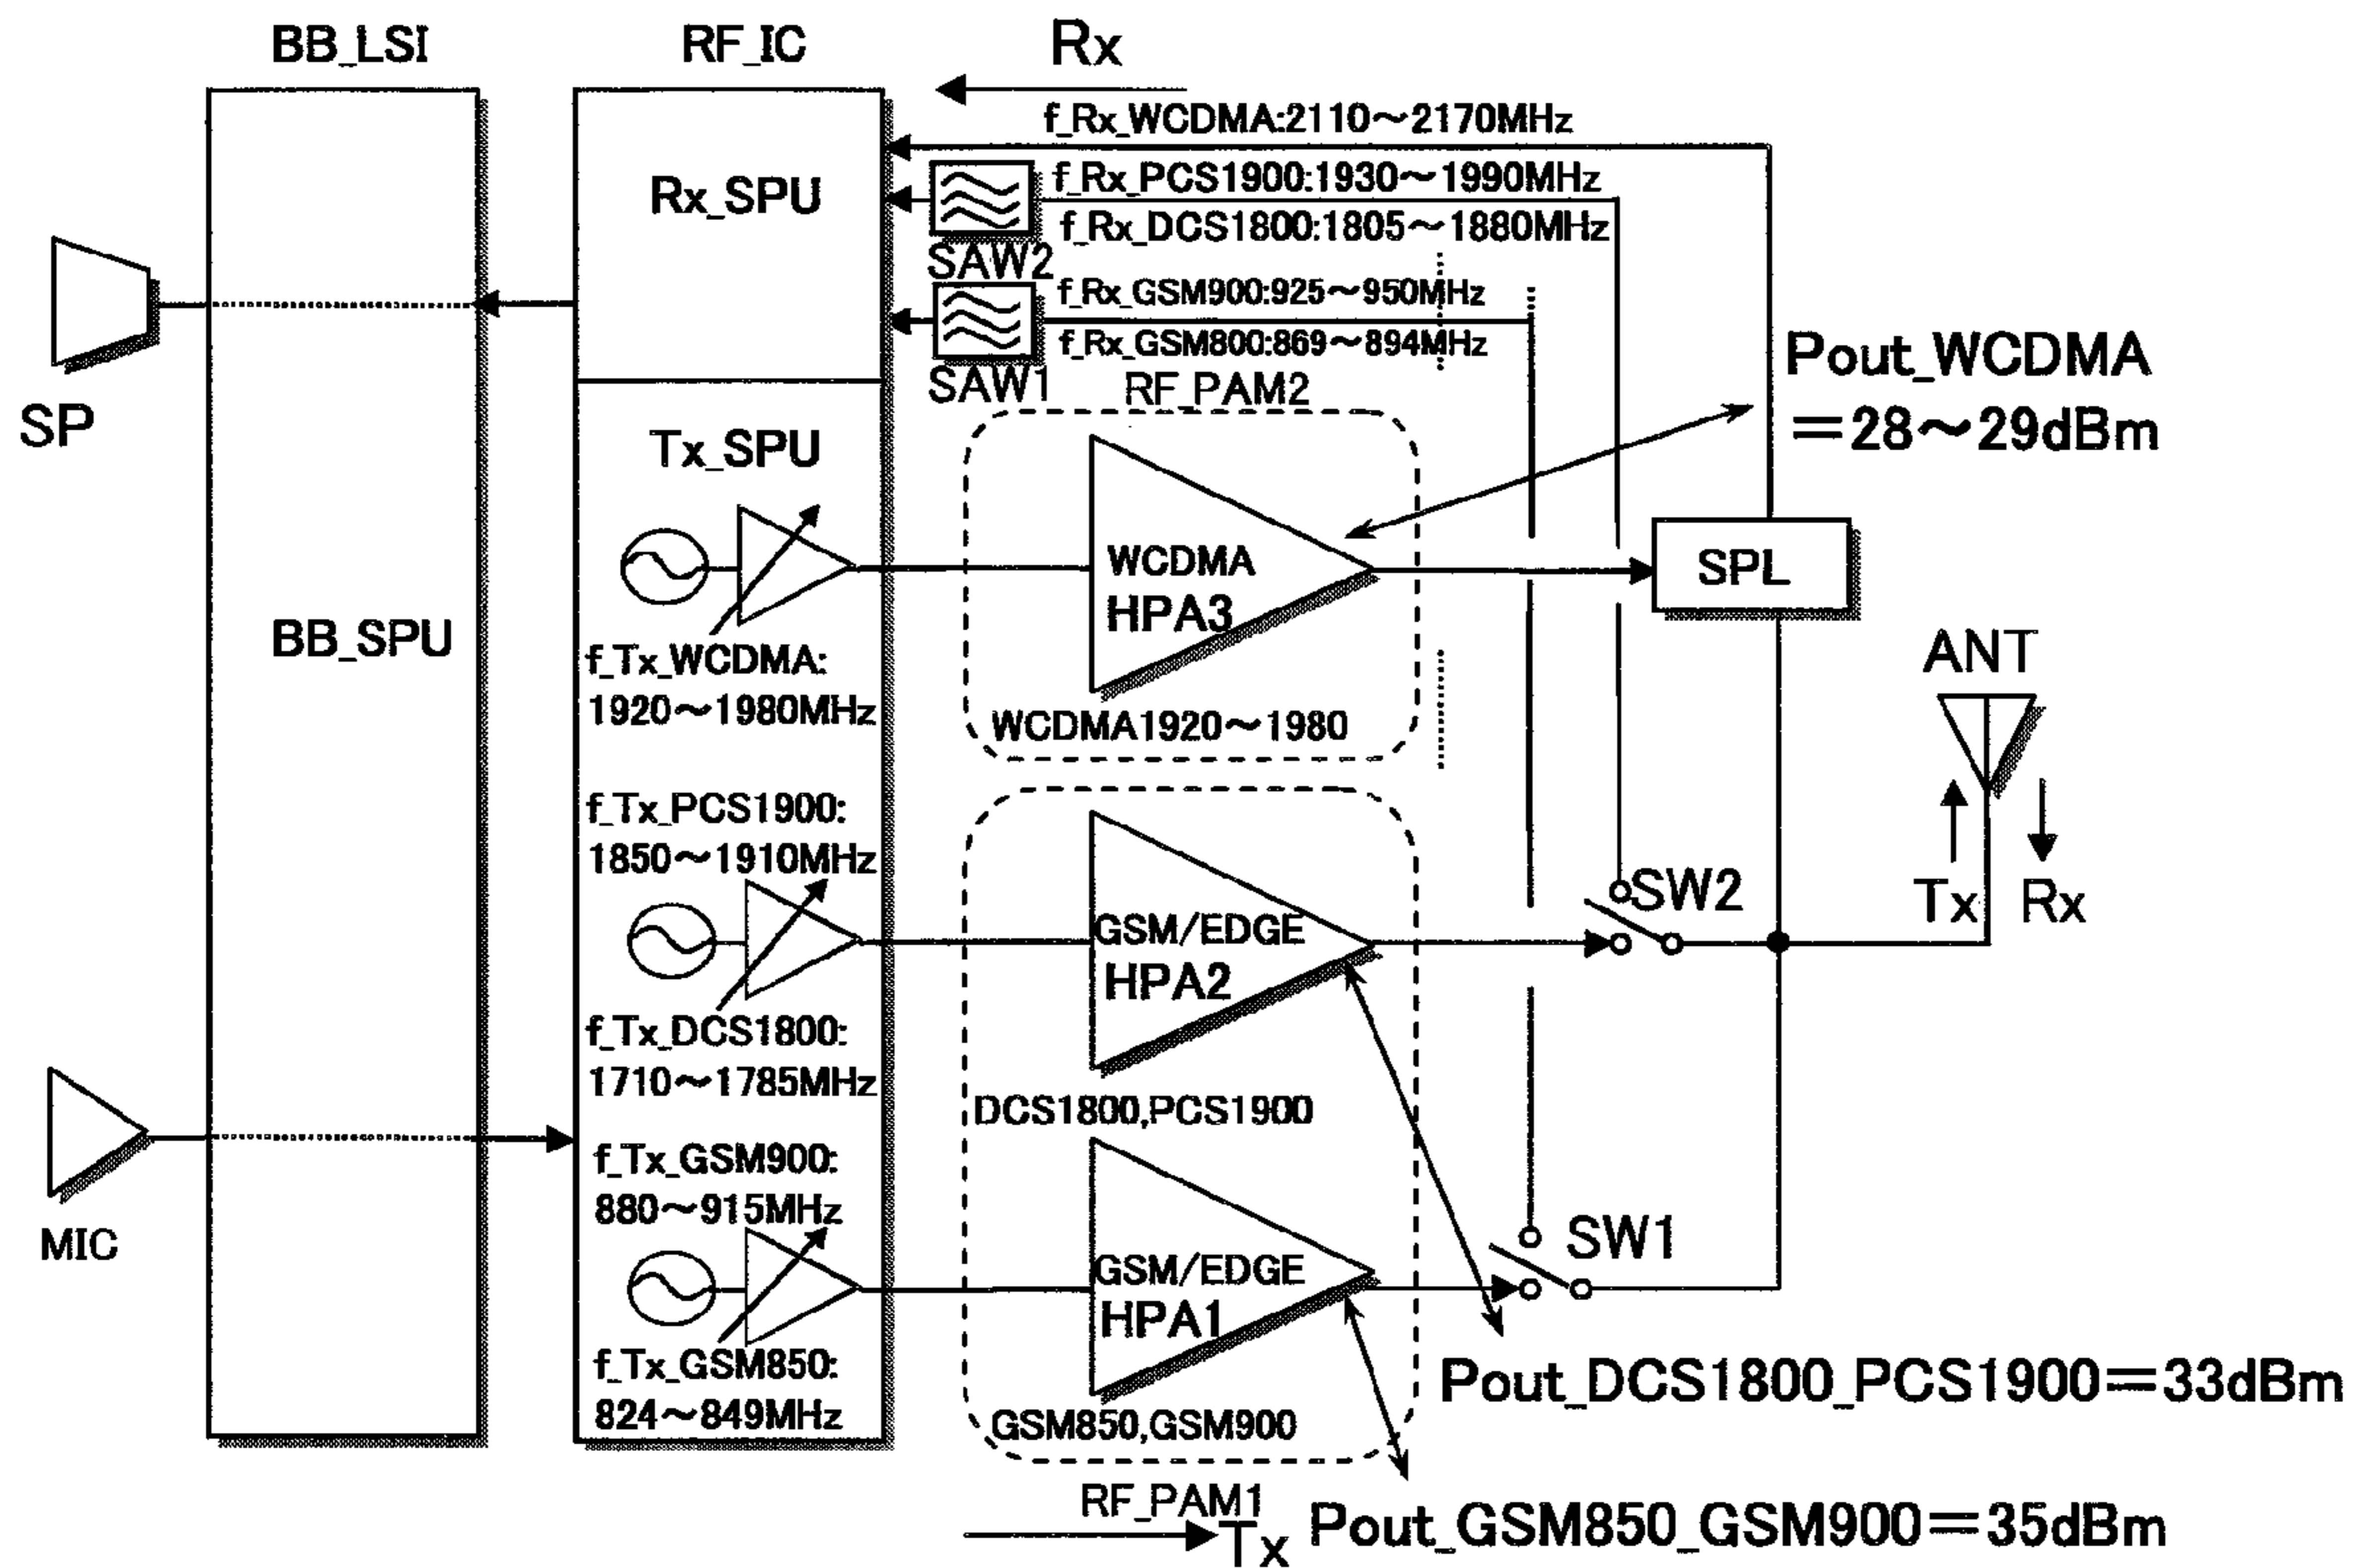 BB_LSI
RF_IC
Rx
f_Rx_WCDMA:2110～2170MHz
f_Rx_PCS1900:1930～1990MHz
Rx_SPU
f_Rx_DCS1800:1805～1880MHz
SAW2
f_Rx_GSM900:925～950MHz
f_Rx_GSM800:869～894MHz
SAW1
RF_PAM2
Pout_WCDMA
＝28～29dBm
SP
Tx_SPU
WCDMA
HPA3
SPL
BB_SPU
f_Tx_WCDMA:
1920～1980MHz
WCDMA1920～1980
ANT
f_Tx_PCS1900:
1850～1910MHz
SW2
Tx
Rx
GSM/EDGE
HPA2
f_Tx_DCS1800:
1710～1785MHz
DCS1800,PCS1900
f_Tx_GSM900:
880～915MHz
MIC
SW1
GSM/EDGE
HPA1
f_Tx_GSM850:
824～849MHz
Pout_DCS1800_PCS1900＝33dBm
GSM850,GSM900
RF_PAM1
Tx
Pout_GSM850_GSM900＝35dBm